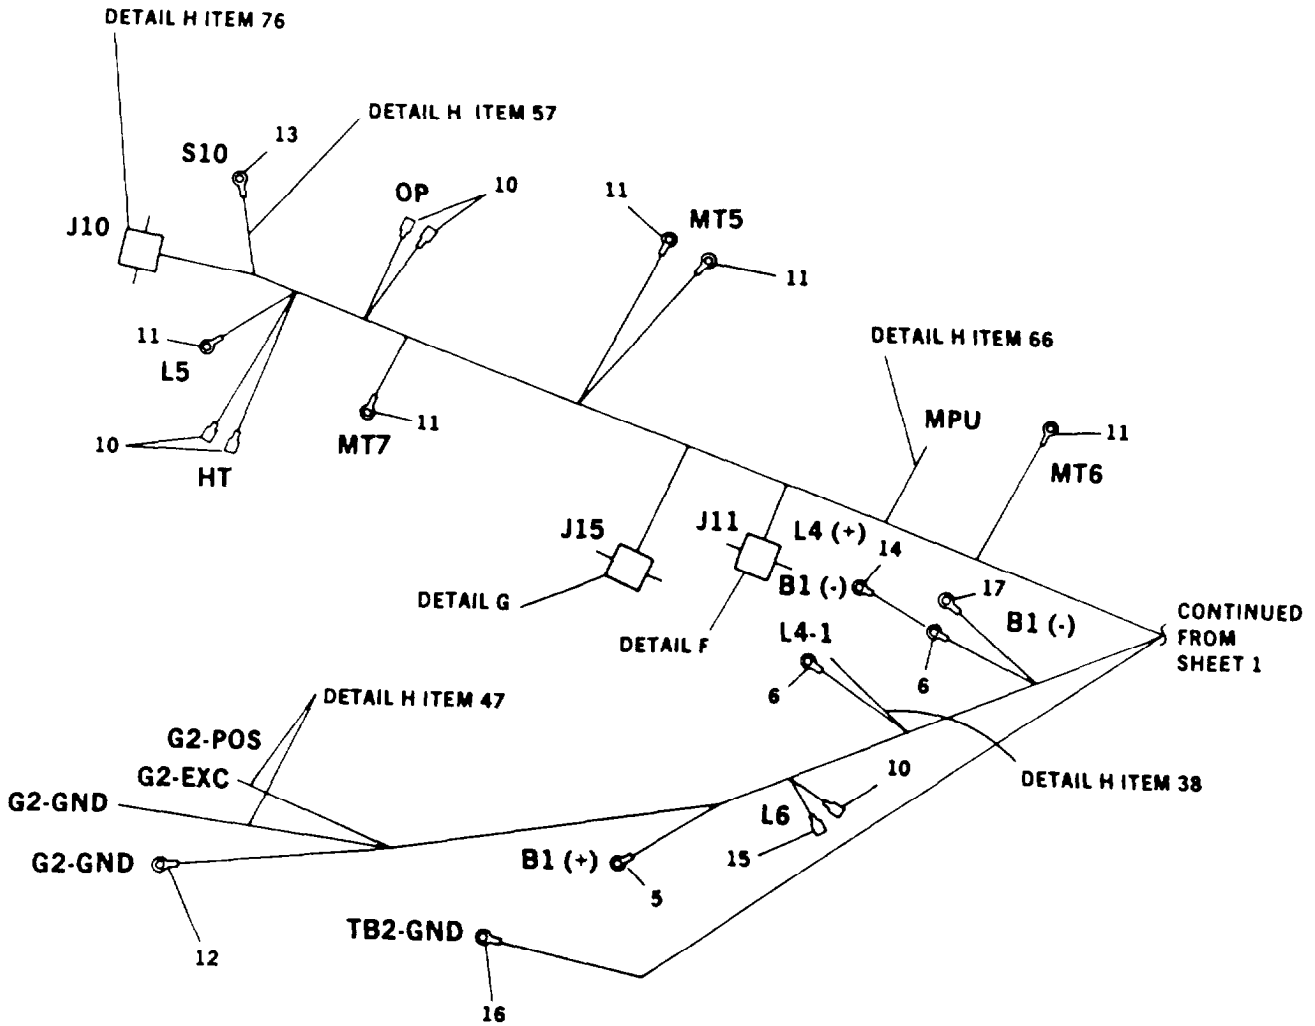 DETAIL H ITEM 76
DETAIL H ITEM 57
13
S10
OP
10
11
MT5
J10
11
11
L5
DETAIL H ITEM 66
11
MT7
10
HT
MPU
11
MT6
J15
J11
L4 (+)
14
B1 (-)
17
B1 (-)
CONTINUED
FROM
SHEET 1
DETAIL G
DETAIL F
L4-1
6
6
DETAIL H ITEM 47
G2-POS
G2-EXC
G2-GND
10
DETAIL H ITEM 38
L6
15
G2-GND
B1 (+)
5
12
TB2-GND
16